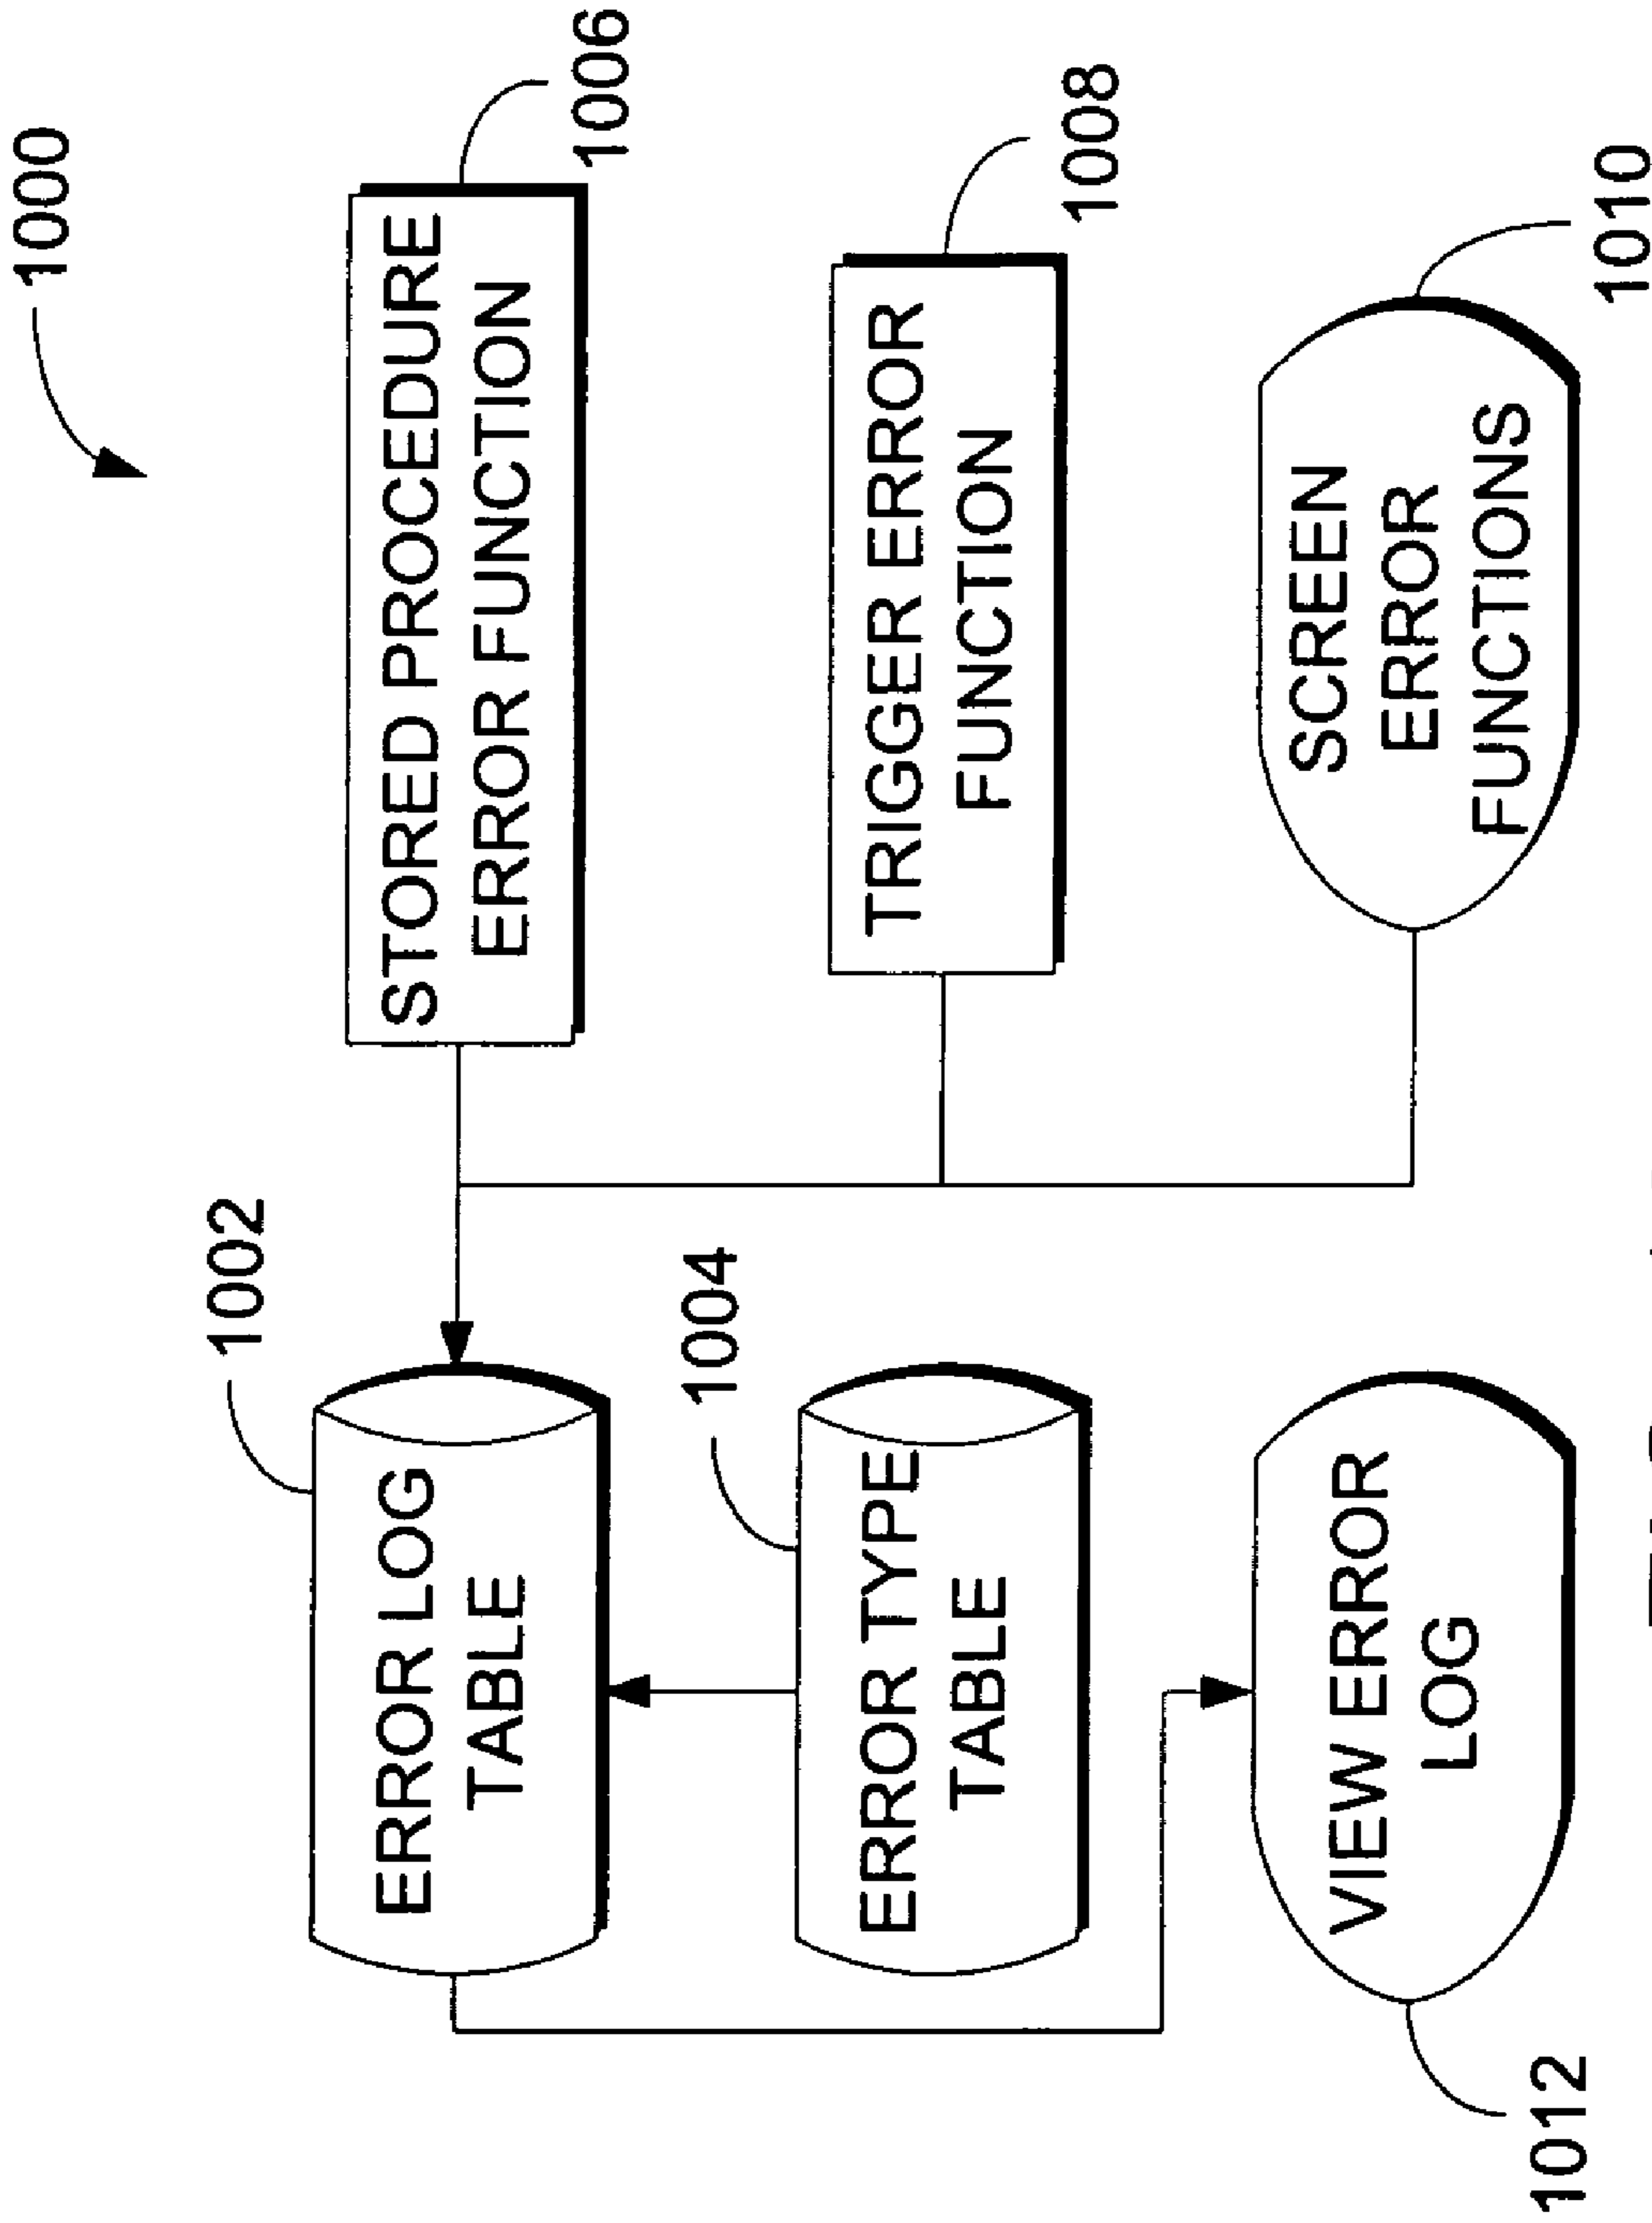 1000
1002
ERROR LOG
TABLE
STORED PROCEDURE
ERROR FUNCTION
1006
1004
ERROR TYPE
TABLE
TRIGGER ERROR
FUNCTION
1008
VIEW ERROR
LOG
1012
SCREEN
ERROR
FUNCTIONS
1010